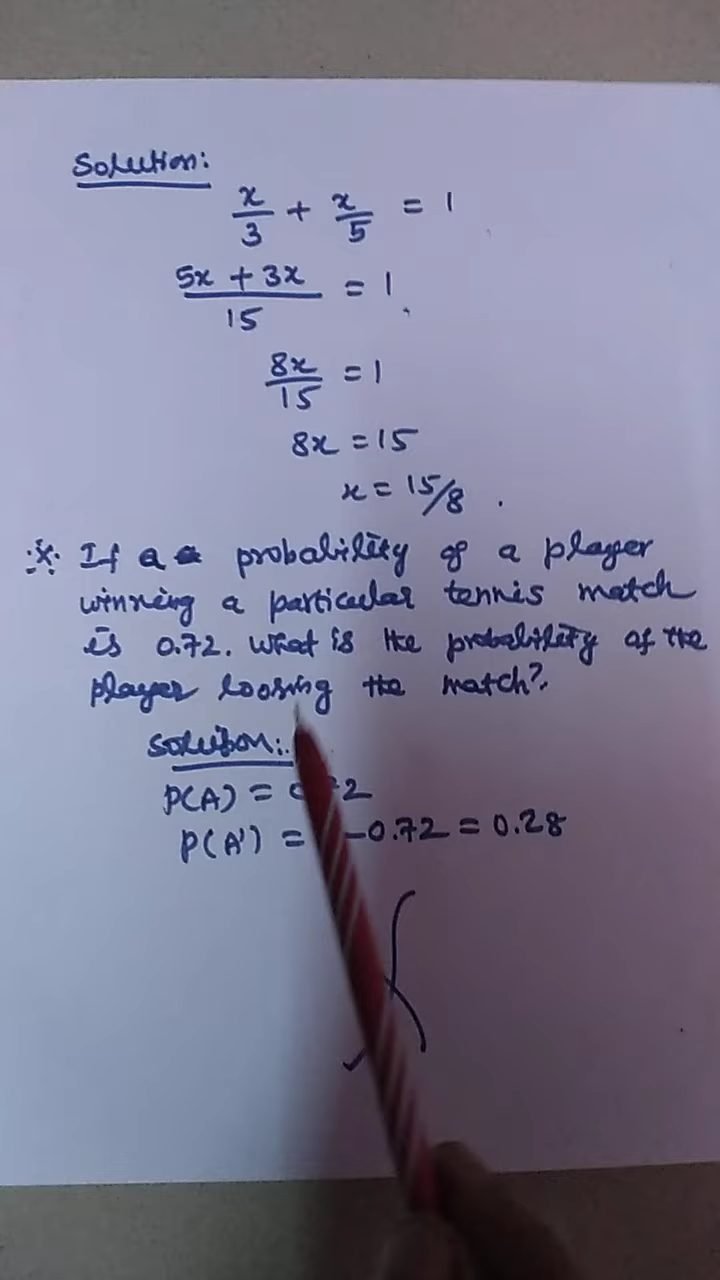 Solution:
x/3 + x/5 = 1
5x + 3x / 15 = 1
8x/15 = 1
8x = 15
x = 15/8 .
If a probability of a player
winning a particular tennis match
is 0.72. What is the probability of the
player loosing the match?
Solution:
P(A) = 2
P(A') = -0.72 = 0.28